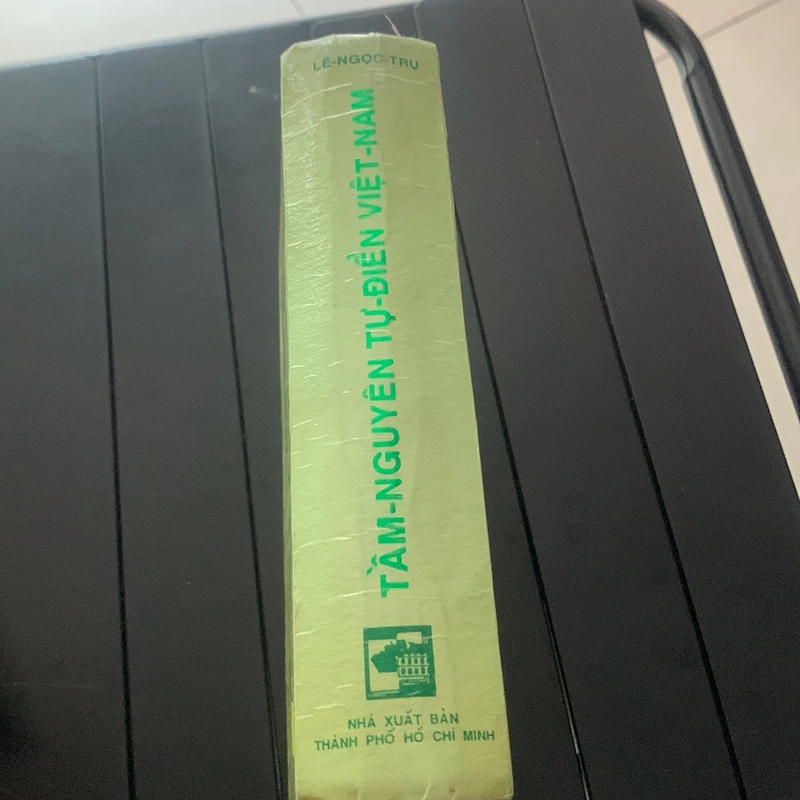 LÊ-NGỌC-TRỤ
TẦM-NGUYÊN TỰ-ĐIỂN VIỆT-NAM
NHÀ XUẤT BẢN
THÀNH PHỐ HỒ CHÍ MINH